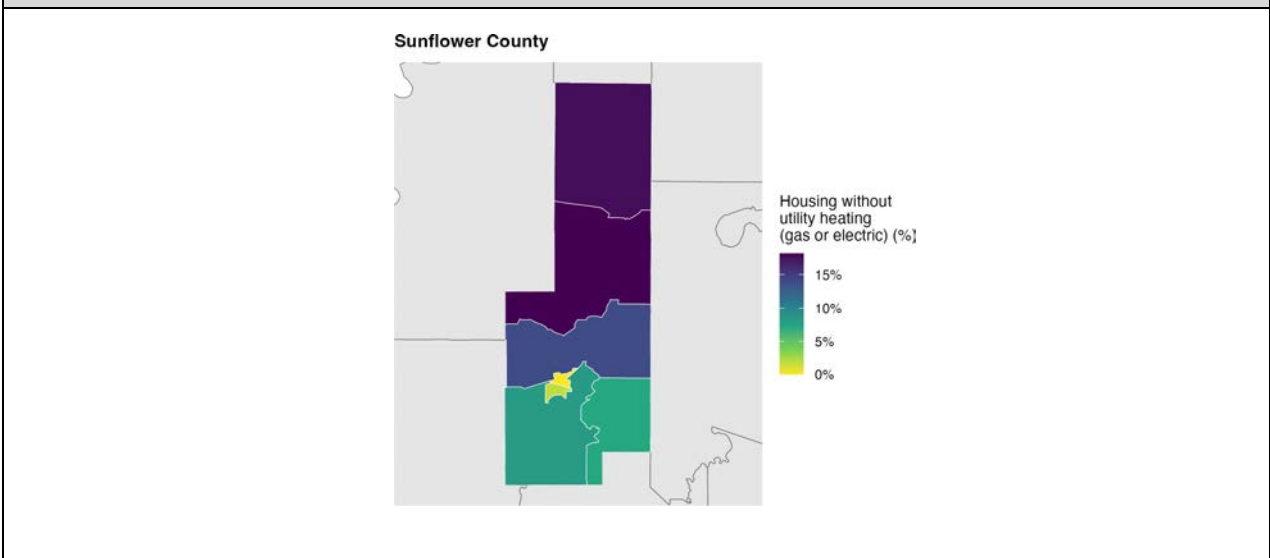 Sunflower County
Housing without
utility heating
(gas or electric) (%)
15%
10%
5%
0%